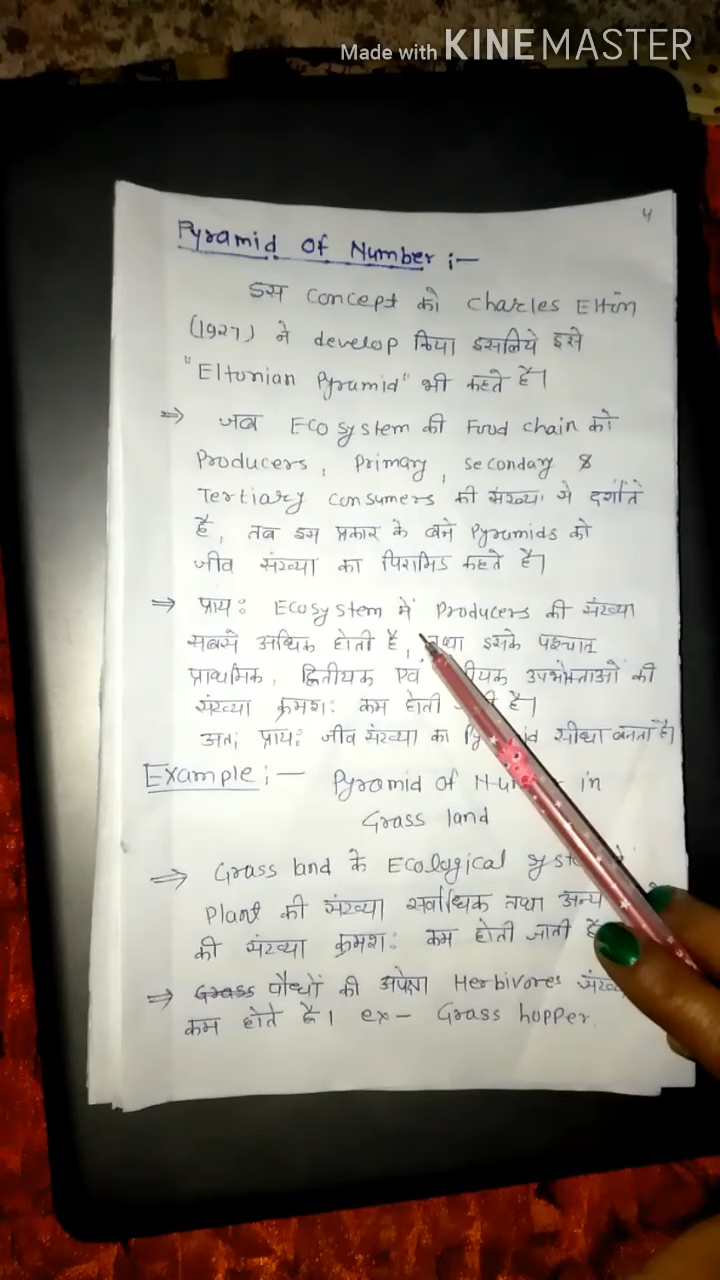 Made with KINEMASTER
4
Pyramid of Number :-
इस concept को Charles Elton
(1927) ने develop किया इसलिये इसे
"Eltonian Pyramid" भी कहते है।
⇒ जब Ecosystem की Food chain को
Producers, Primary, Secondary &
Tertiary consumers की संख्या से दर्शाते
है, तब इस प्रकार के बने Pyramids को
जीव संख्या का पिरामिड कहते है।
⇒ प्राय: Ecosystem में Producers की संख्या
सबसे अधिक होती है, तथा इसके पश्चात
प्राथमिक, द्वितीयक एवं उपभोक्ताओं की
संख्या क्रमश: कम होती है।
अत: प्राय: जीव संख्या का सीधा बनता है।
Example :- Pyramid of in
Grass land
⇒ Grass land के Ecological
Plant की संख्या सर्वाधिक तथा अन्य
की संख्या क्रमश: कम होती जाती है
⇒ Grass पौधों की अपेक्षा Herbivores
कम होते है। ex- Grass hopper.